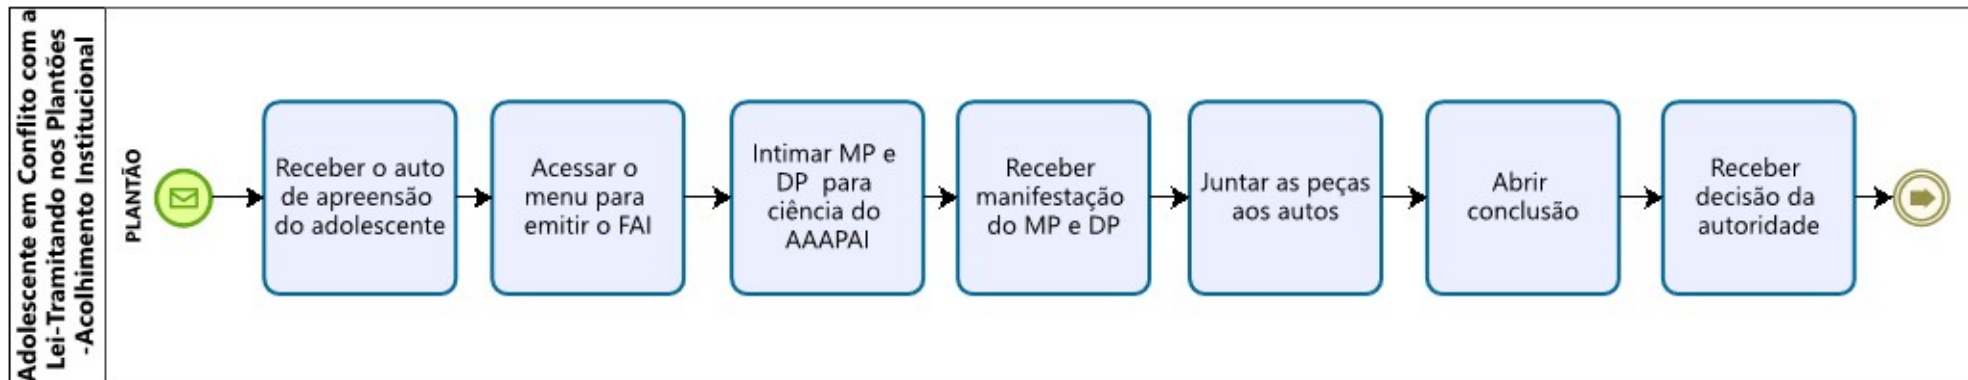 Adolescente em Conflito com a
Lei-Tramitando nos Plantões
-Acolhimento Institucional
PLANTÃO
Receber o auto
de apreensão
do adolescente
Acessar o
menu para
emitir o FAI
Intimar MP e
DP para
ciência do
AAAPAI
Receber
manifestação
do MP e DP
Juntar as peças
aos autos
Abrir
conclusão
Receber
decisão da
autoridade